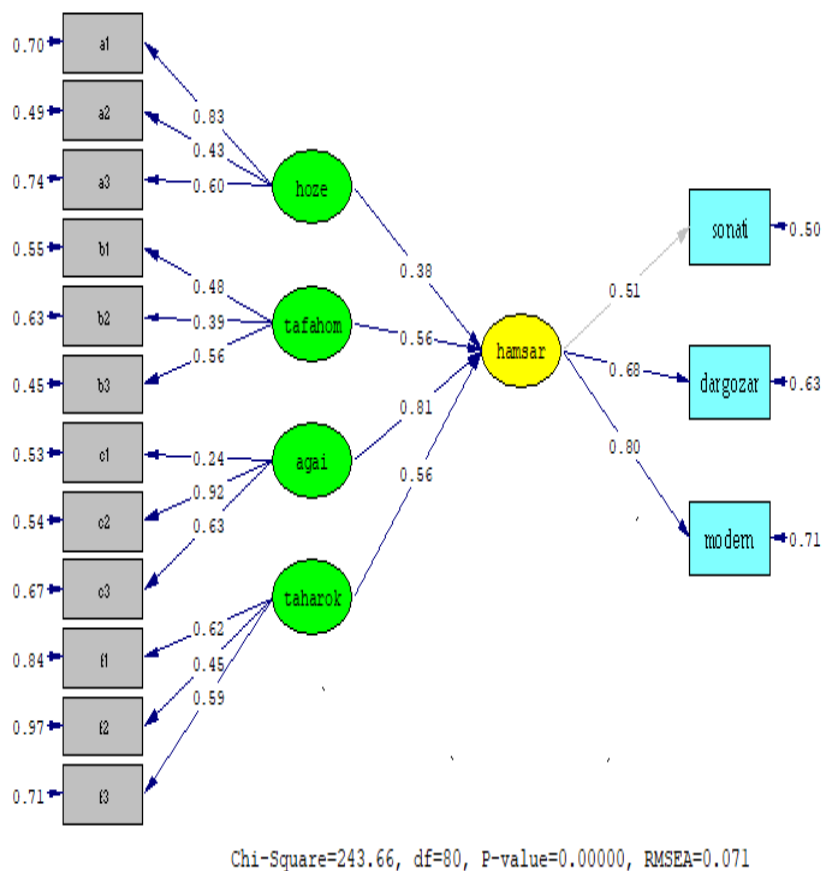 0.70 a1
0.49 a2
0.74 a3
0.55 b1
0.63 b2
0.45 b3
0.53 c1
0.54 c2
0.67 c3
0.84 f1
0.97 f2
0.71 f3
0.83
0.43
0.60
hoze
0.48
0.39
0.56
tafahom
0.24
0.92
0.63
agai
0.62
0.45
0.59
taharok
0.38
0.56
0.81
0.56
hamsar
0.51
0.68
0.80
sonati 0.50
dargozar 0.63
modern 0.71
Chi-Square=243.66, df=80, P-value=0.00000, RMSEA=0.071